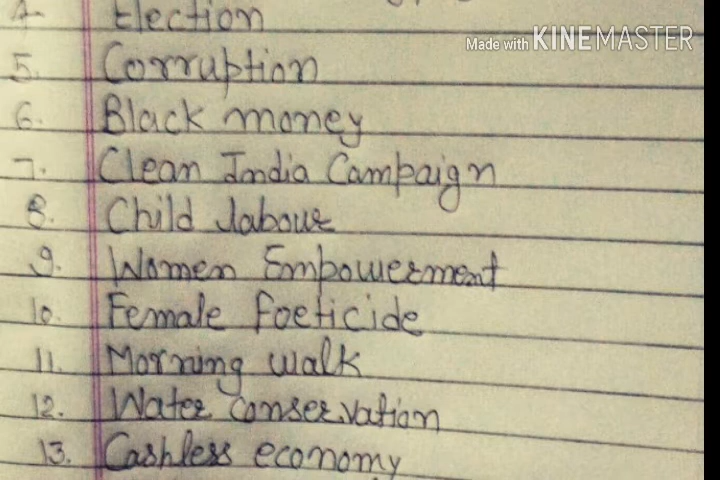 4. Election
Made with KINEMASTER
5. Corruption
6. Black money
7. Clean India Campaign
8. Child labour
9. Women Empowerment
10. Female Foeticide
11. Morning walk
12. Water conservation
13. Cashless economy